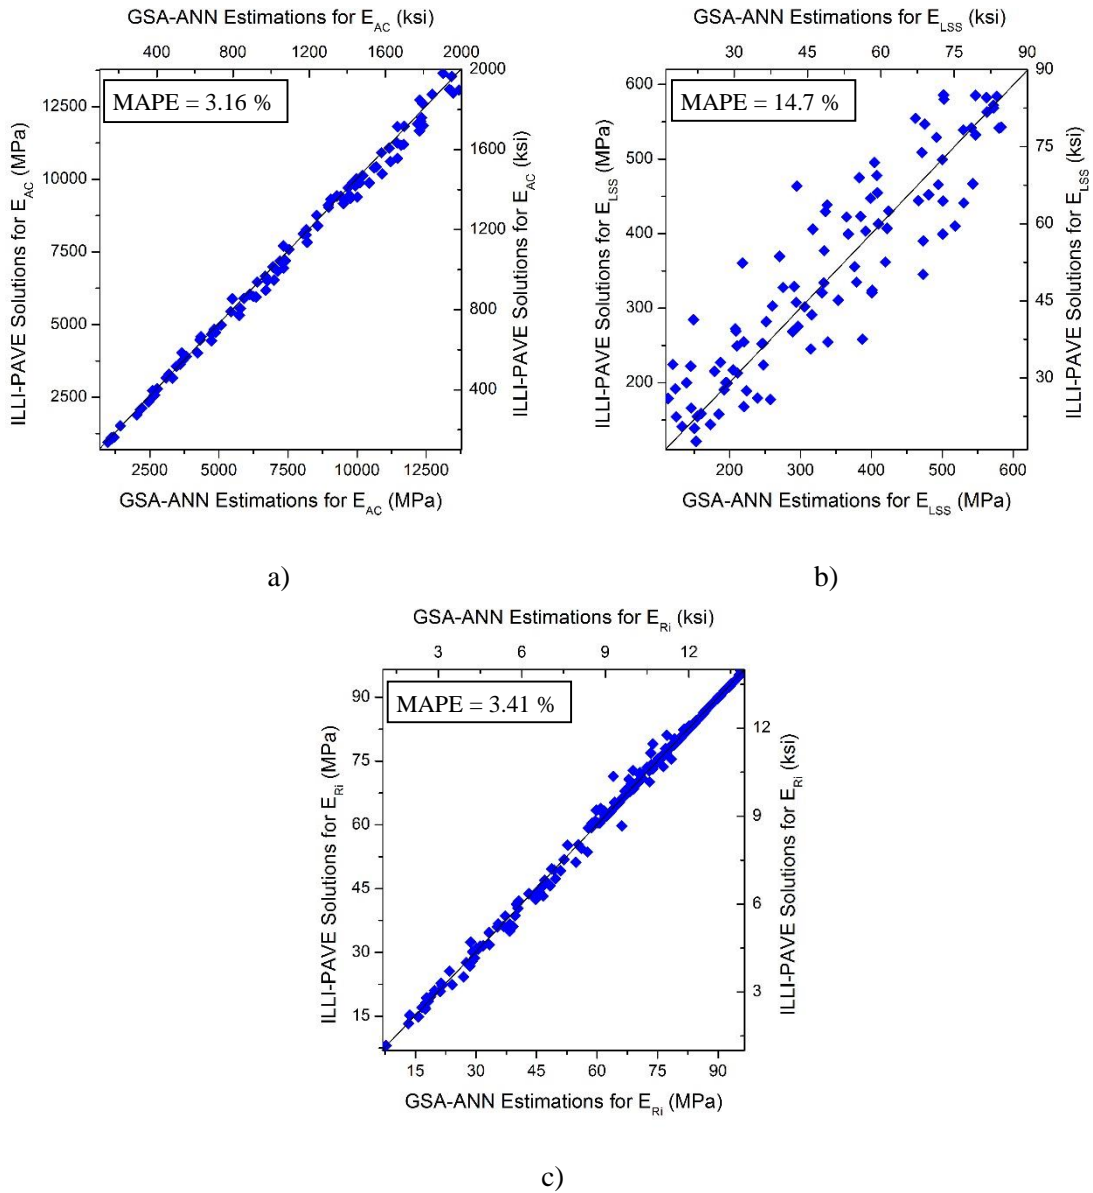 GSA-ANN Estimations for E_AC (ksi)
400 800 1200 1600 2000
MAPE = 3.16 %
ILLI-PAVE Solutions for E_AC (MPa)
12500
10000
7500
5000
2500
2000
1600
1200
800
400
ILLI-PAVE Solutions for E_AC (ksi)
2500 5000 7500 10000 12500
GSA-ANN Estimations for E_AC (MPa)
a)
GSA-ANN Estimations for E_LSS (ksi)
30 45 60 75 90
MAPE = 14.7 %
ILLI-PAVE Solutions for E_LSS (MPa)
600
500
400
300
200
90
75
60
45
30
ILLI-PAVE Solutions for E_LSS (ksi)
200 300 400 500 600
GSA-ANN Estimations for E_LSS (MPa)
b)
GSA-ANN Estimations for E_Ri (ksi)
3 6 9 12
MAPE = 3.41 %
ILLI-PAVE Solutions for E_Ri (MPa)
90
75
60
45
30
15
12
9
6
3
ILLI-PAVE Solutions for E_Ri (ksi)
15 30 45 60 75 90
GSA-ANN Estimations for E_Ri (MPa)
c)